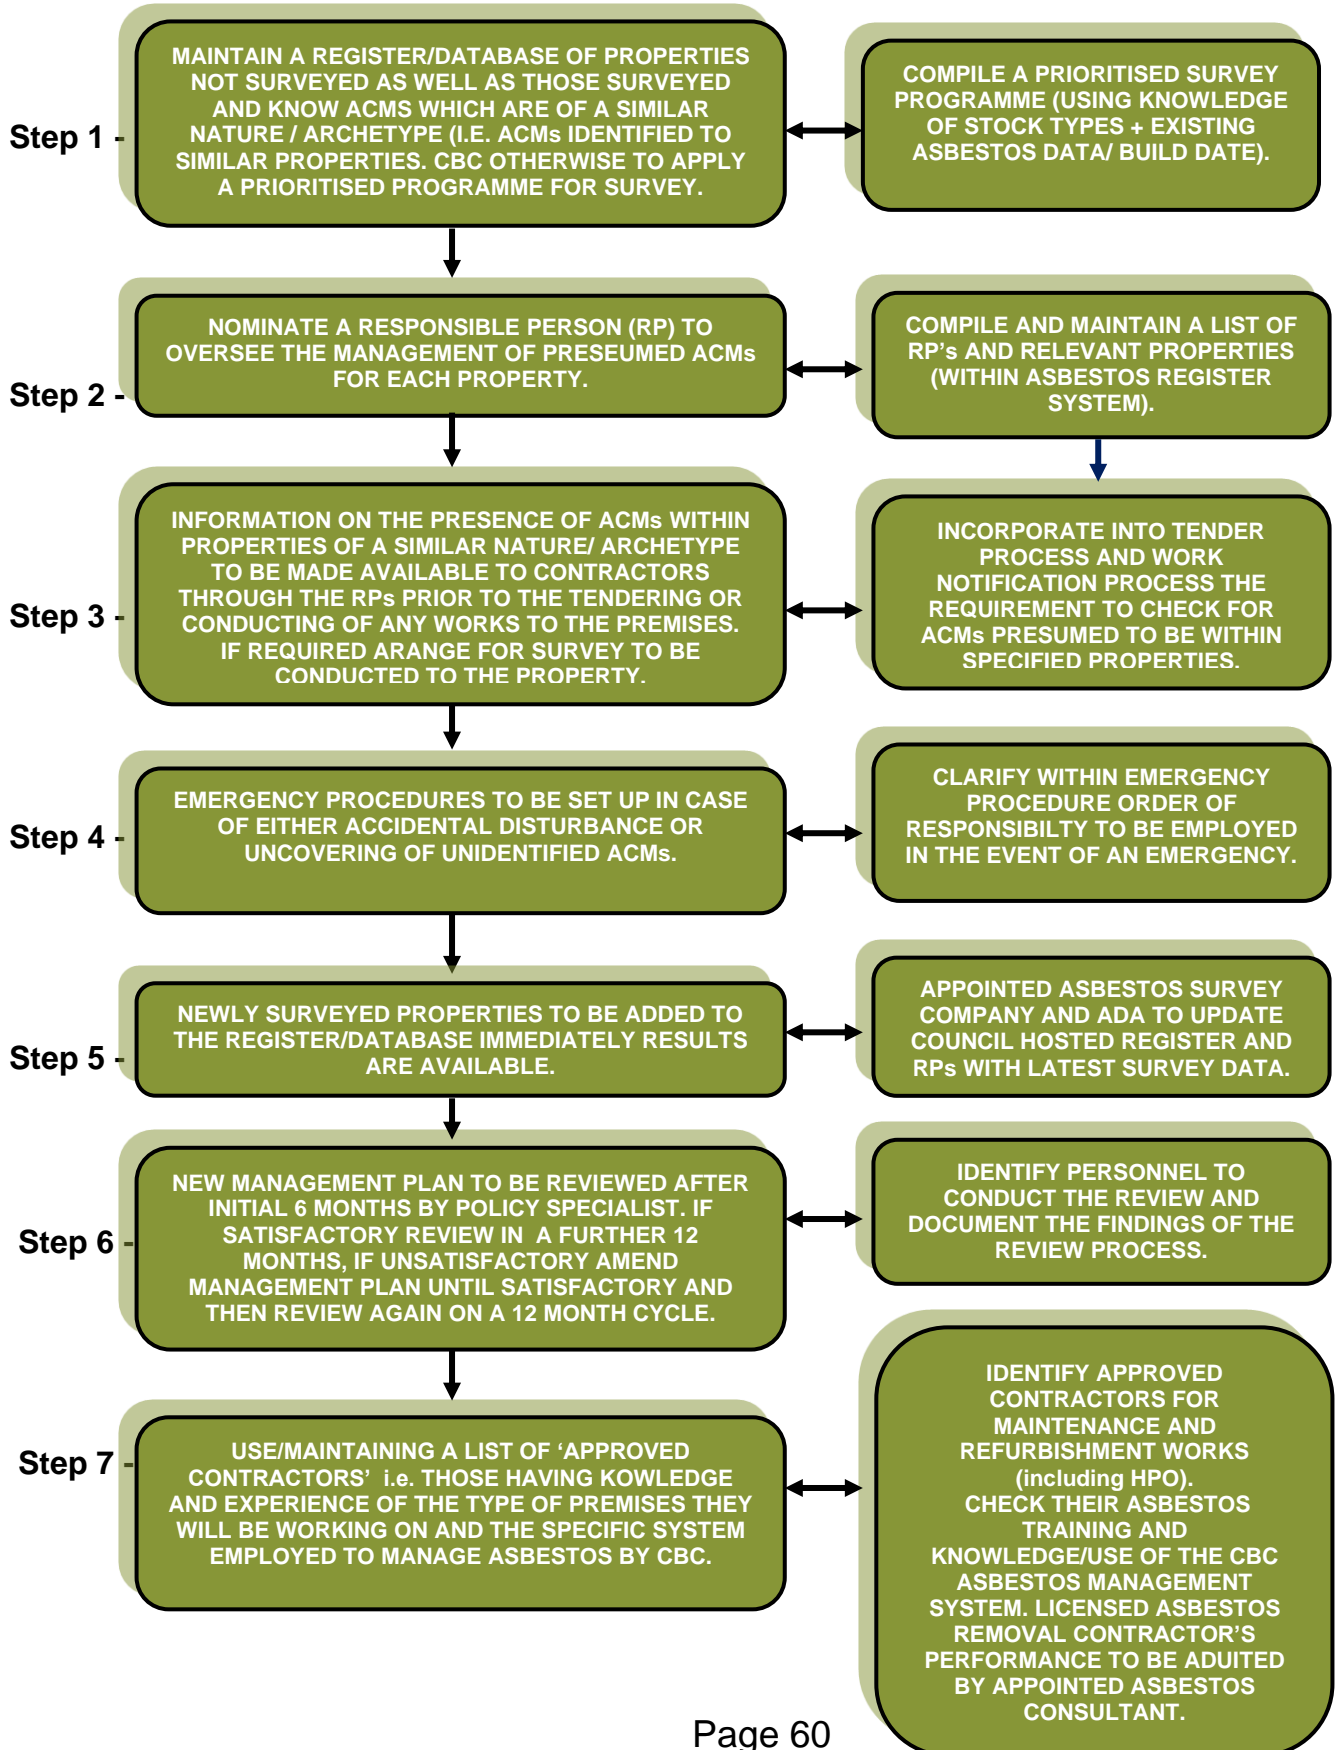 Step 1 -
MAINTAIN A REGISTER/DATABASE OF PROPERTIES
NOT SURVEYED AS WELL AS THOSE SURVEYED
AND KNOW ACMS WHICH ARE OF A SIMILAR
NATURE / ARCHETYPE (I.E. ACMs IDENTIFIED TO
SIMILAR PROPERTIES. CBC OTHERWISE TO APPLY
A PRIORITISED PROGRAMME FOR SURVEY.
COMPILE A PRIORITISED SURVEY
PROGRAMME (USING KNOWLEDGE
OF STOCK TYPES + EXISTING
ASBESTOS DATA/ BUILD DATE).
Step 2 -
NOMINATE A RESPONSIBLE PERSON (RP) TO
OVERSEE THE MANAGEMENT OF PRESEUMED ACMs
FOR EACH PROPERTY.
COMPILE AND MAINTAIN A LIST OF
RP's AND RELEVANT PROPERTIES
(WITHIN ASBESTOS REGISTER
SYSTEM).
Step 3 -
INFORMATION ON THE PRESENCE OF ACMs WITHIN
PROPERTIES OF A SIMILAR NATURE/ ARCHETYPE
TO BE MADE AVAILABLE TO CONTRACTORS
THROUGH THE RPs PRIOR TO THE TENDERING OR
CONDUCTING OF ANY WORKS TO THE PREMISES.
IF REQUIRED ARANGE FOR SURVEY TO BE
CONDUCTED TO THE PROPERTY.
INCORPORATE INTO TENDER
PROCESS AND WORK
NOTIFICATION PROCESS THE
REQUIREMENT TO CHECK FOR
ACMs PRESUMED TO BE WITHIN
SPECIFIED PROPERTIES.
Step 4 -
EMERGENCY PROCEDURES TO BE SET UP IN CASE
OF EITHER ACCIDENTAL DISTURBANCE OR
UNCOVERING OF UNIDENTIFIED ACMs.
CLARIFY WITHIN EMERGENCY
PROCEDURE ORDER OF
RESPONSIBILTY TO BE EMPLOYED
IN THE EVENT OF AN EMERGENCY.
Step 5 -
NEWLY SURVEYED PROPERTIES TO BE ADDED TO
THE REGISTER/DATABASE IMMEDIATELY RESULTS
ARE AVAILABLE.
APPOINTED ASBESTOS SURVEY
COMPANY AND ADA TO UPDATE
COUNCIL HOSTED REGISTER AND
RPs WITH LATEST SURVEY DATA.
Step 6 -
NEW MANAGEMENT PLAN TO BE REVIEWED AFTER
INITIAL 6 MONTHS BY POLICY SPECIALIST. IF
SATISFACTORY REVIEW IN A FURTHER 12
MONTHS, IF UNSATISFACTORY AMEND
MANAGEMENT PLAN UNTIL SATISFACTORY AND
THEN REVIEW AGAIN ON A 12 MONTH CYCLE.
IDENTIFY PERSONNEL TO
CONDUCT THE REVIEW AND
DOCUMENT THE FINDINGS OF THE
REVIEW PROCESS.
Step 7 -
USE/MAINTAINING A LIST OF ‘APPROVED
CONTRACTORS’ i.e. THOSE HAVING KOWLEDGE
AND EXPERIENCE OF THE TYPE OF PREMISES THEY
WILL BE WORKING ON AND THE SPECIFIC SYSTEM
EMPLOYED TO MANAGE ASBESTOS BY CBC.
IDENTIFY APPROVED
CONTRACTORS FOR
MAINTENANCE AND
REFURBISHMENT WORKS
(including HPO).
CHECK THEIR ASBESTOS
TRAINING AND
KNOWLEDGE/USE OF THE CBC
ASBESTOS MANAGEMENT
SYSTEM. LICENSED ASBESTOS
REMOVAL CONTRACTOR'S
PERFORMANCE TO BE ADUITED
BY APPOINTED ASBESTOS
CONSULTANT.
Page 60